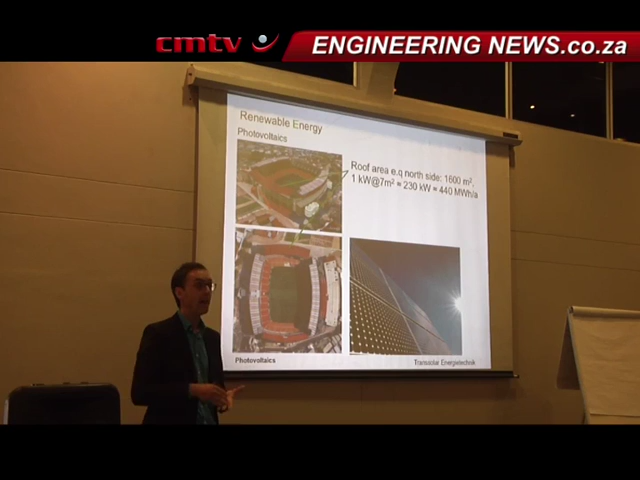 cmtv
ENGINEERING NEWS.co.za
Renewable Energy
Photovoltaics
Roof area e.q north side: 1600 m²,
1 kW@7m² = 230 kW = 440 MWh/a
Photovoltaics
Transsolar Energietechnik